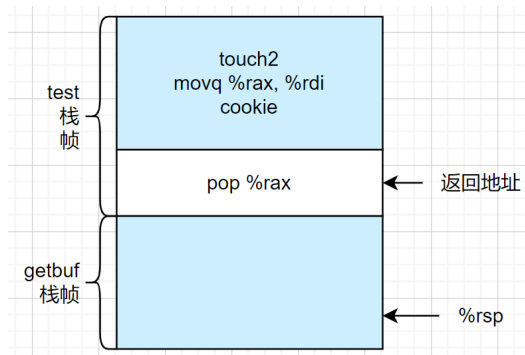 touch2
movq %rax, %rdi
cookie
test
栈
帧
pop %rax
返回地址
getbuf
栈帧
%rsp